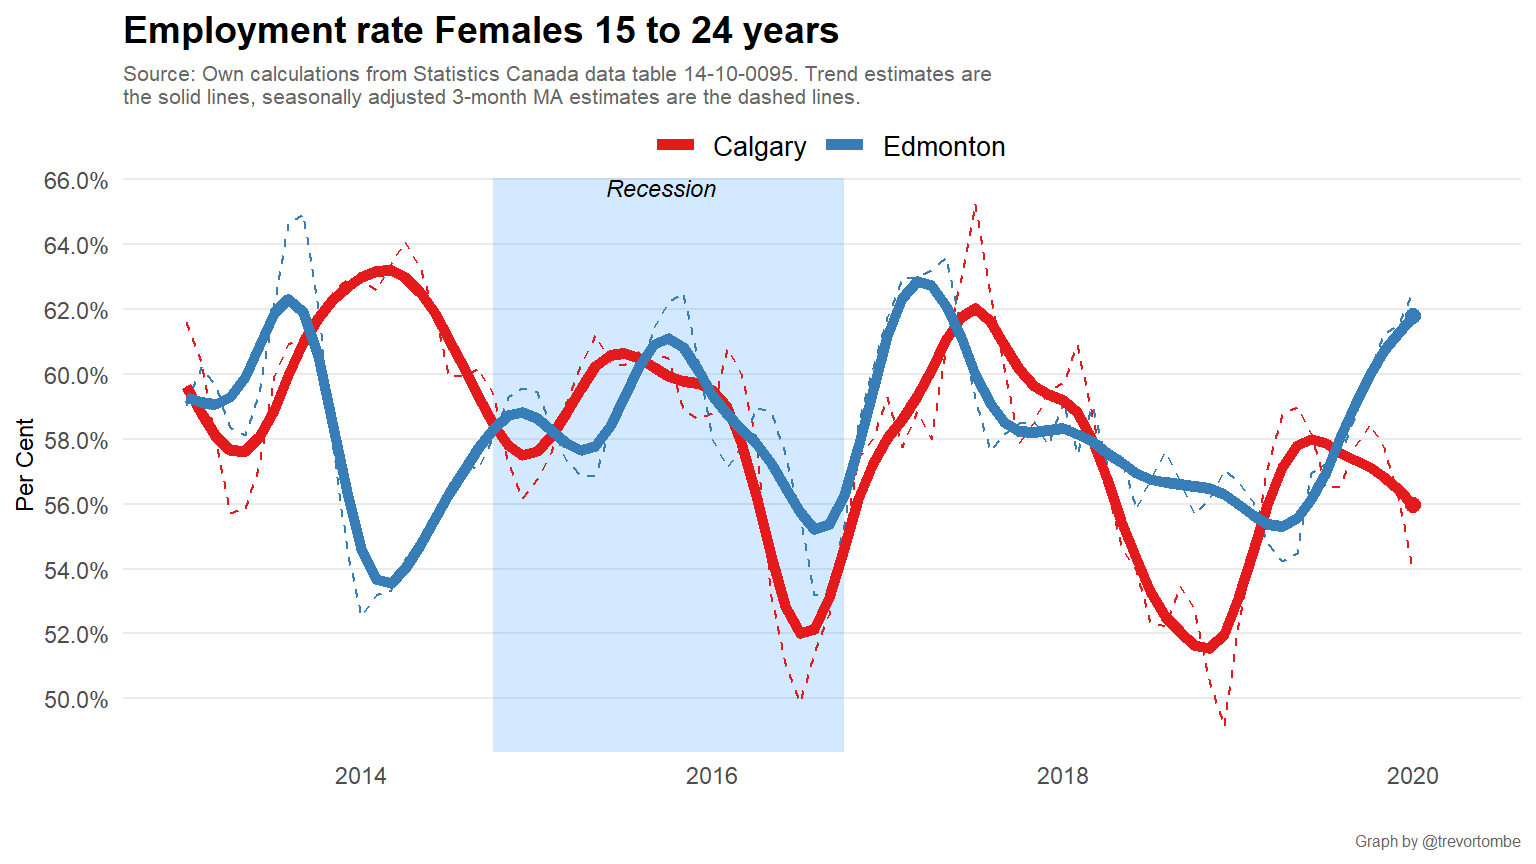 Employment rate Females 15 to 24 years
Source: Own calculations from Statistics Canada data table 14-10-0095. Trend estimates are
the solid lines, seasonally adjusted 3-month MA estimates are the dashed lines.
Calgary Edmonton
66.0%
Recession
64.0%
62.0%
60.0%
58.0%
56.0%
54.0%
52.0%
50.0%
Per Cent
2014 2016 2018 2020
Graph by @trevortombe